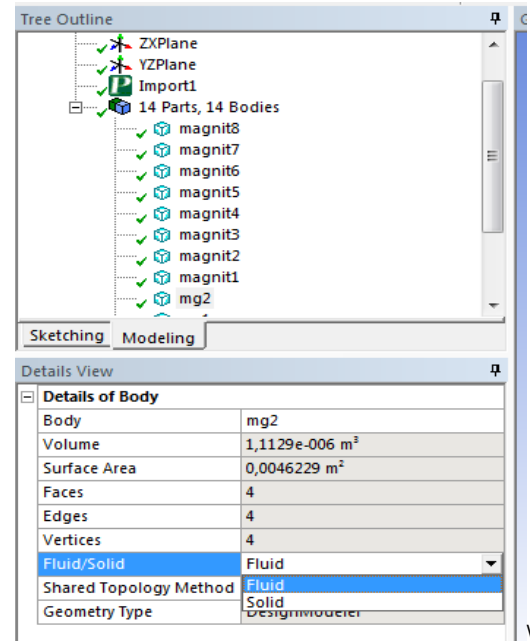 Tree Outline
ZXPlane
YZPlane
Import1
14 Parts, 14 Bodies
magnit8
magnit7
magnit6
magnit5
magnit4
magnit3
magnit2
magnit1
mg2
Sketching Modeling
Details View
Details of Body
Body mg2
Volume 1,1129e-006 m³
Surface Area 0,0046229 m²
Faces 4
Edges 4
Vertices 4
Fluid/Solid Fluid
Shared Topology Method Fluid
Solid
Geometry Type DesignModeler